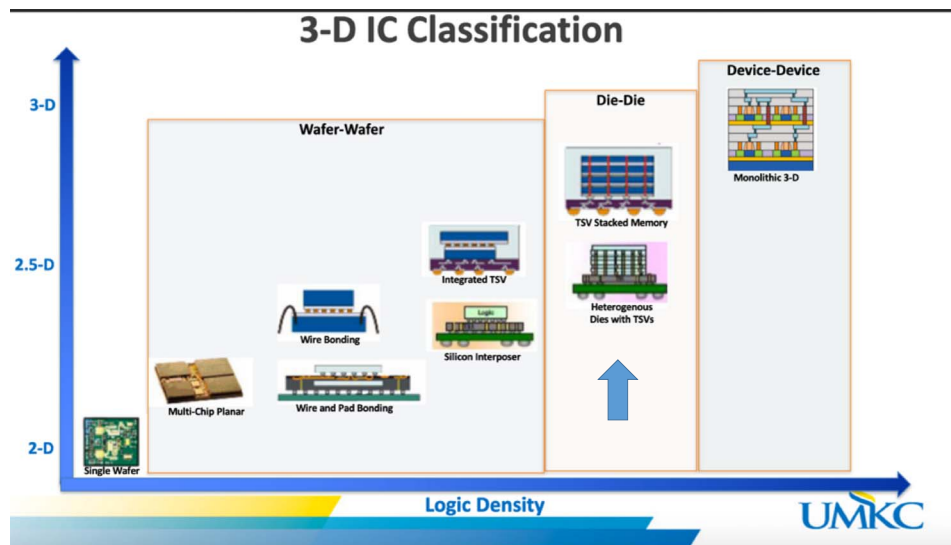 3-D IC Classification
Device-Device
Die-Die
Wafer-Wafer
3-D
Monolithic 3-D
TSV Stacked Memory
2.5-D
Integrated TSV
Heterogenous
Dies with TSVs
Logic
Wire Bonding
Silicon Interposer
Multi-Chip Planar
Wire and Pad Bonding
2-D
Single Wafer
Logic Density
UMKC